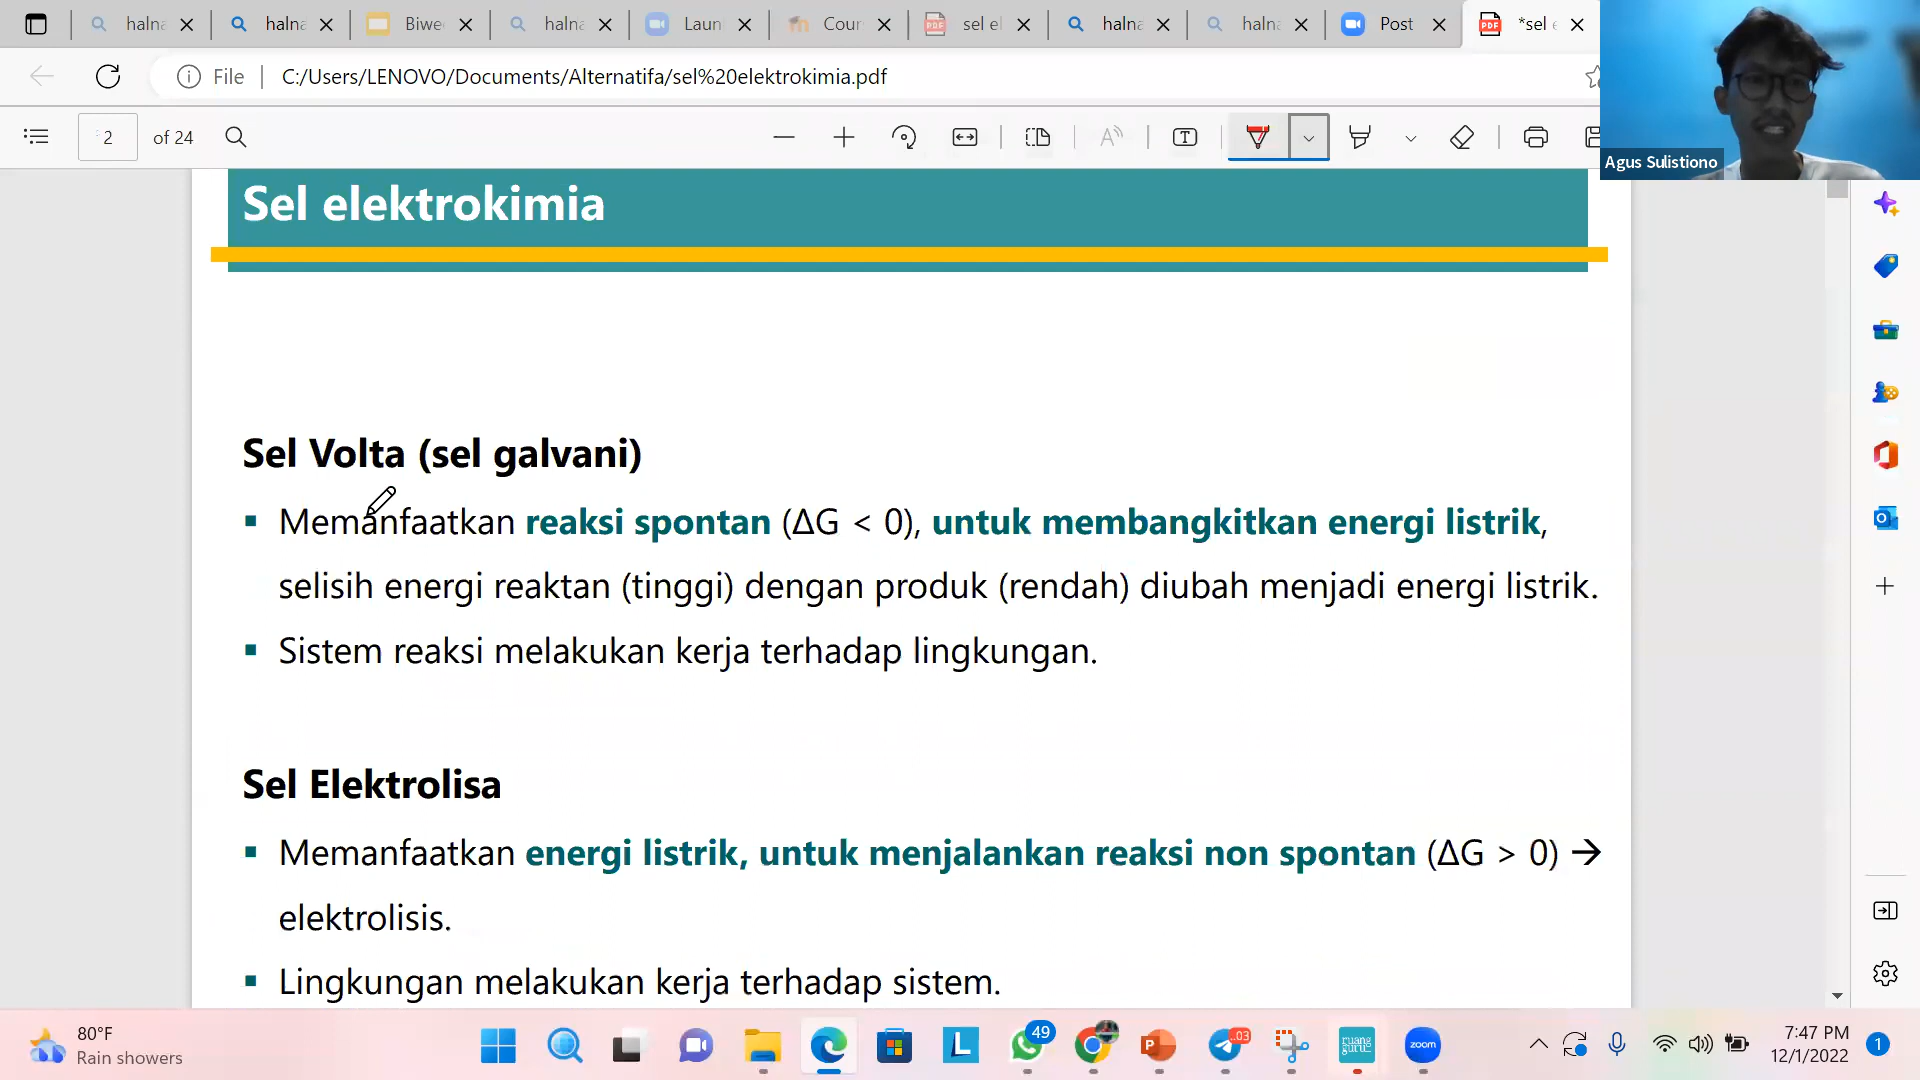 halna
halna
Biwe
halna
Laun
Cour
sel el
halna
halna
Post
*sel e
File
C:/Users/LENOVO/Documents/Alternatifa/sel%20elektrokimia.pdf
2 of 24
Agus Sulistiono
Sel elektrokimia
Sel Volta (sel galvani)
▪ Memanfaatkan reaksi spontan (ΔG < 0), untuk membangkitkan energi listrik,
selisih energi reaktan (tinggi) dengan produk (rendah) diubah menjadi energi listrik.
▪ Sistem reaksi melakukan kerja terhadap lingkungan.
Sel Elektrolisa
▪ Memanfaatkan energi listrik, untuk menjalankan reaksi non spontan (ΔG > 0) →
elektrolisis.
▪ Lingkungan melakukan kerja terhadap sistem.
80°F
Rain showers
L
49
P
..03
ruang
guru
zoom
7:47 PM
12/1/2022
1